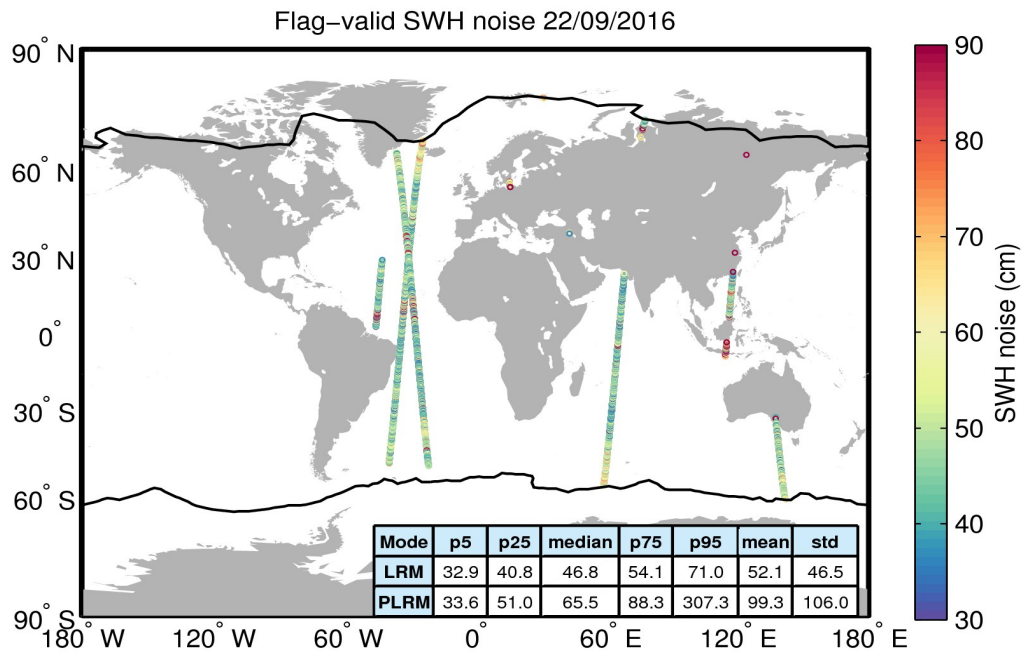 Flag−valid SWH noise 22/09/2016
90° N
60° N
30° N
0°
30° S
60° S
90° S
180° W
120° W
60° W
0°
60° E
120° E
180° E
Mode p5 p25 median p75 p95 mean std
LRM 32.9 40.8 46.8 54.1 71.0 52.1 46.5
PLRM 33.6 51.0 65.5 88.3 307.3 99.3 106.0
90
80
70
60
50
40
30
SWH noise (cm)